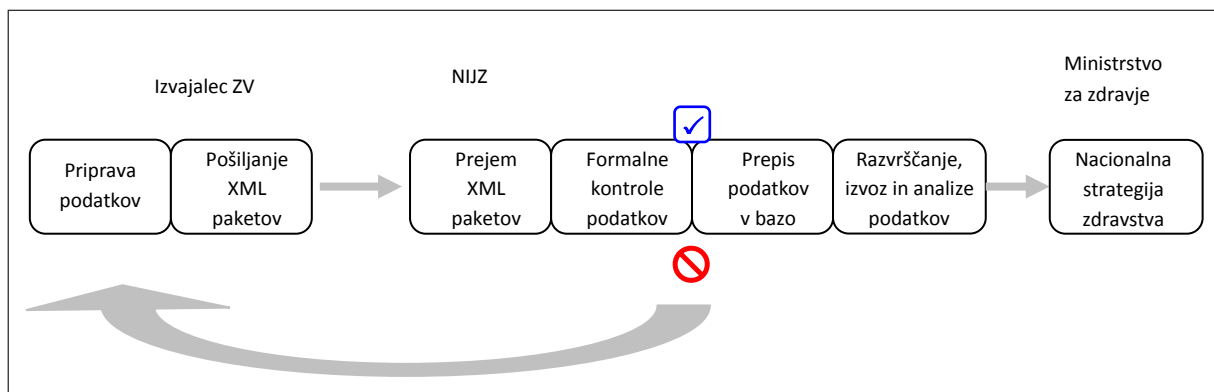 Izvajalec ZV
NIJZ
Ministrstvo
za zdravje
Priprava
podatkov
Pošiljanje
XML
paketov
Prejem
XML
paketov
Formalne
kontrole
podatkov
Prepis
podatkov
v bazo
Razvrščanje,
izvoz in analize
podatkov
Nacionalna
strategija
zdravstva